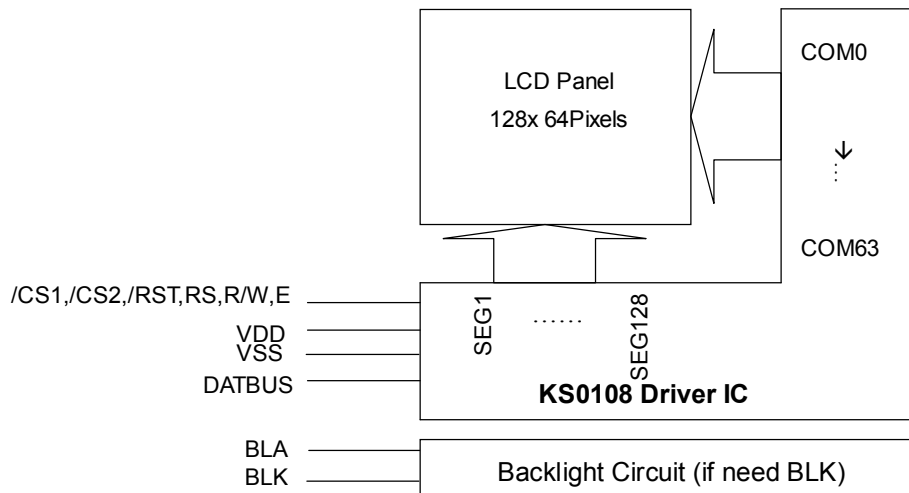 LCD Panel
128x 64Pixels
COM0
↓
⋮
COM63
/CS1,/CS2,/RST,RS,R/W,E
VDD
VSS
DATBUS
SEG1
......
SEG128
KS0108 Driver IC
BLA
BLK
Backlight Circuit (if need BLK)